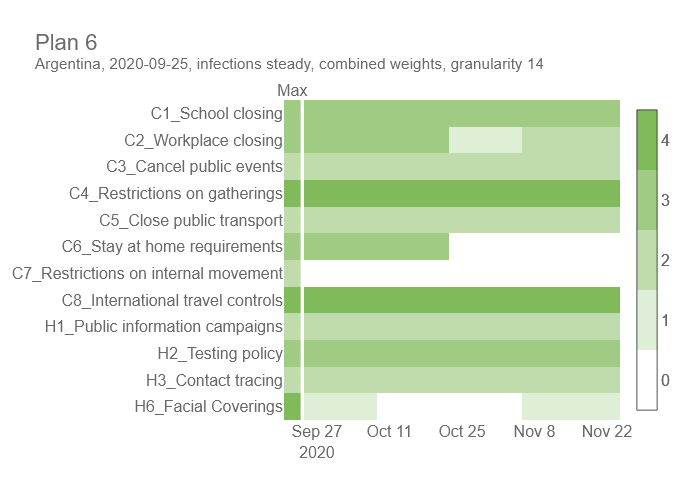 Plan 6
Argentina, 2020-09-25, infections steady, combined weights, granularity 14
Max
C1_School closing
C2_Workplace closing
C3_Cancel public events
C4_Restrictions on gatherings
C5_Close public transport
C6_Stay at home requirements
C7_Restrictions on internal movement
C8_International travel controls
H1_Public information campaigns
H2_Testing policy
H3_Contact tracing
H6_Facial Coverings
Sep 27 Oct 11 Oct 25 Nov 8 Nov 22
2020
4
3
2
1
0